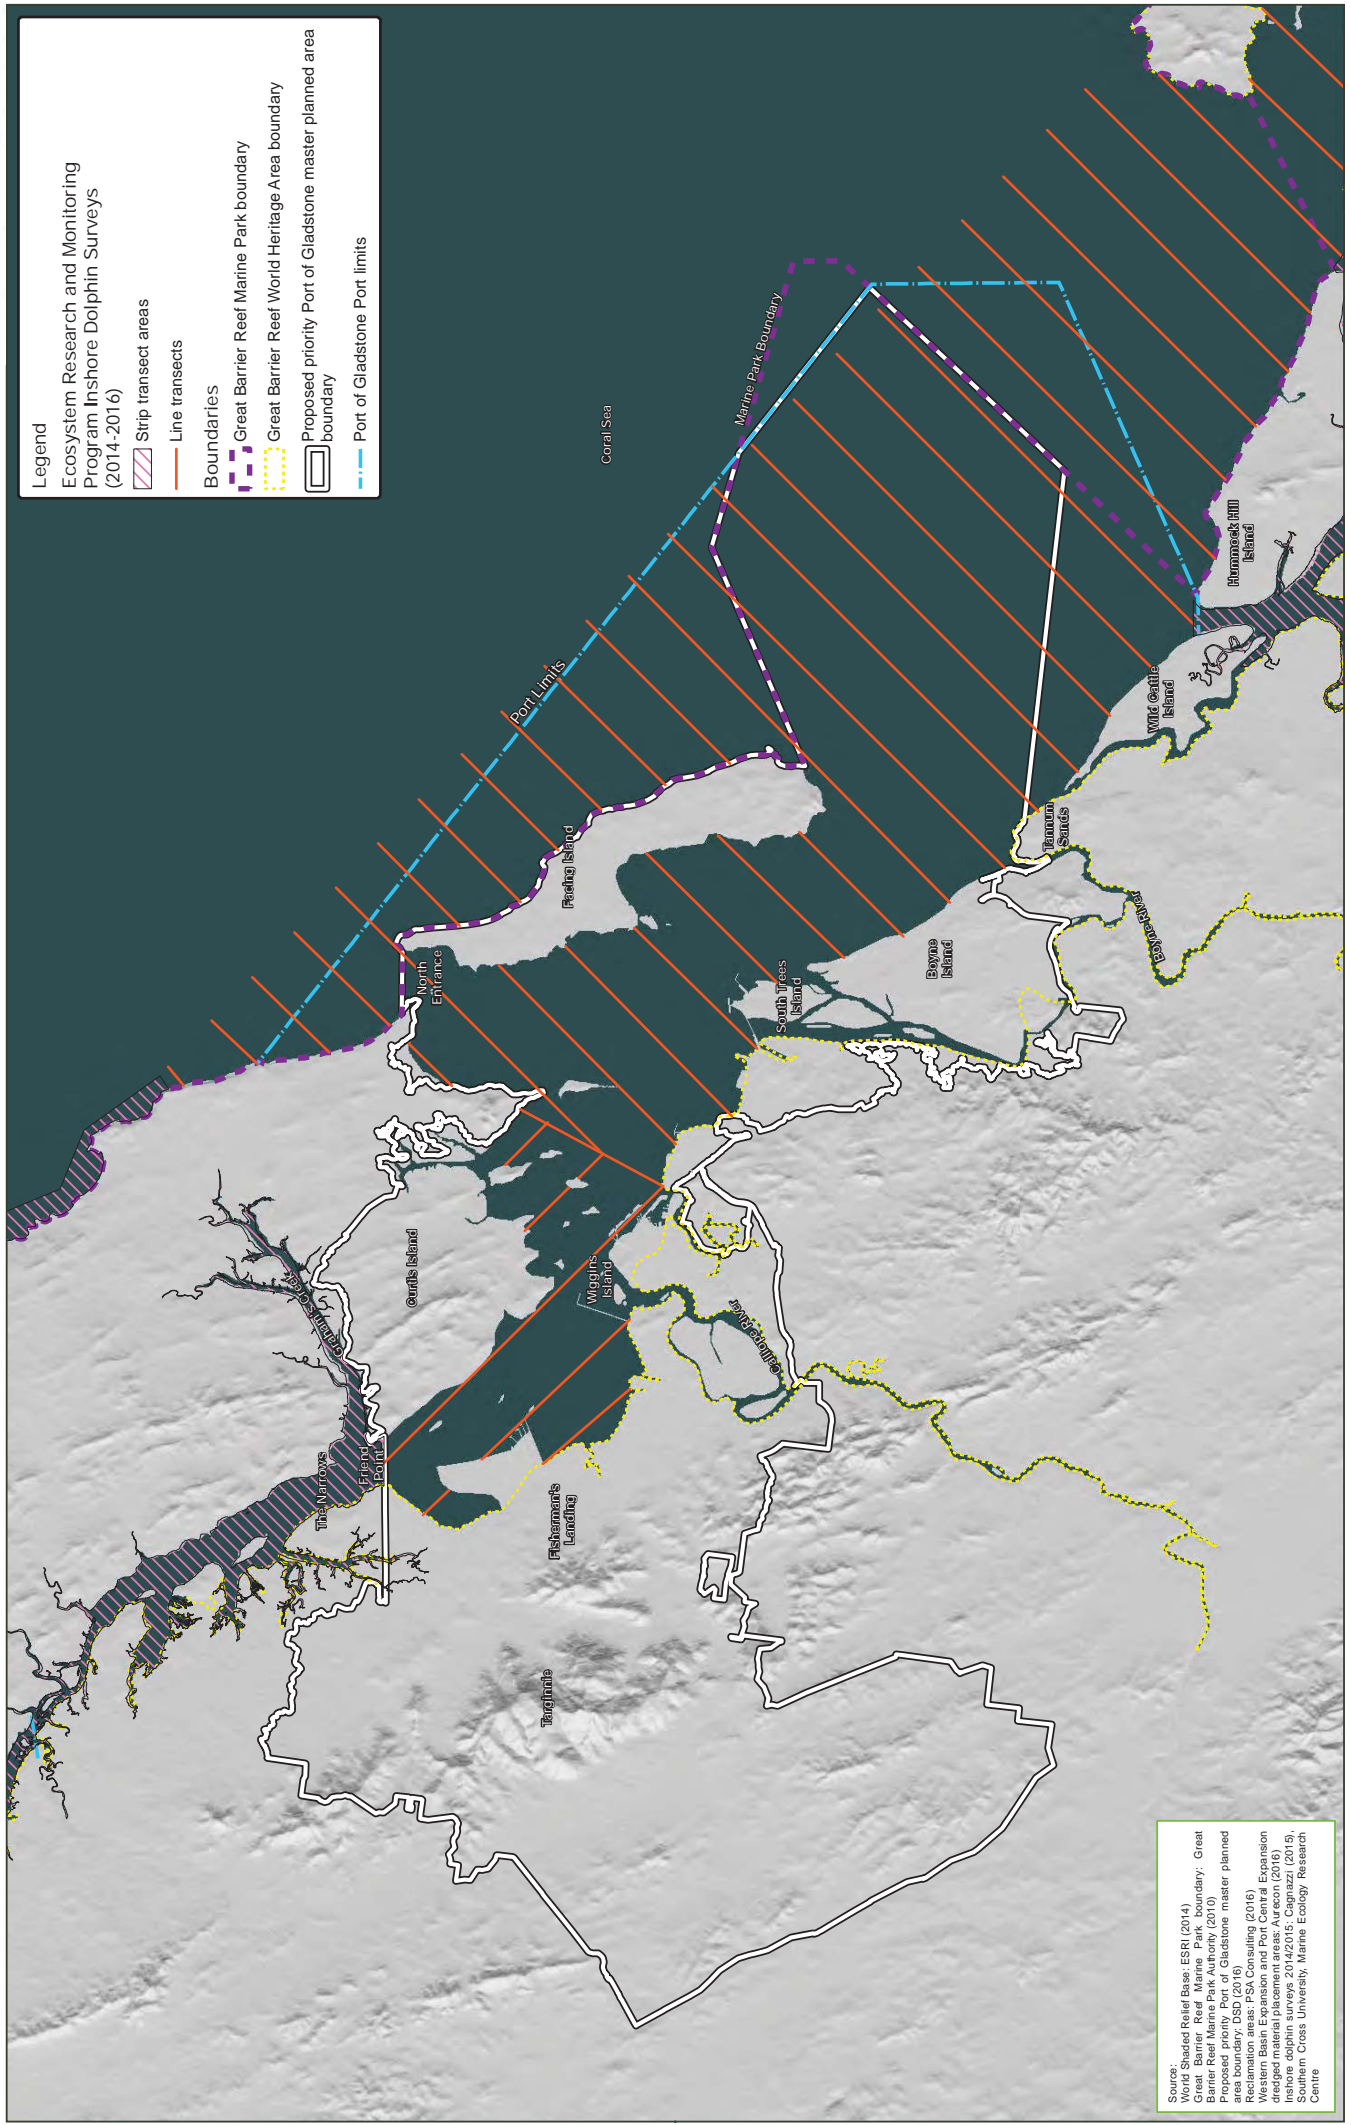 Legend
Ecosystem Research and Monitoring
Program Inshore Dolphin Surveys
(2014-2016)
Strip transect areas
Line transects
Boundaries
Great Barrier Reef Marine Park boundary
Great Barrier Reef World Heritage Area boundary
Proposed priority Port of Gladstone master planned area
boundary
Port of Gladstone Port limits
Coral Sea
Marine Park Boundary
Port Limits
Hummock Hill
Island
Wild Cattle
Island
Tannum
Sands
Facing Island
Boyne River
Boyne
Island
South Trees
Island
North
Entrance
Curtis Island
Graham's Creek
Wiggins
Island
Calliope River
The Narrows
Friend
Point
Fisherman's
Landing
Targinnie
Source:
World Shaded Relief Base: ESRI (2014)
Great Barrier Reef Marine Park boundary: Great
Barrier Reef Marine Park Authority (2010)
Proposed priority Port of Gladstone master planned
area boundary: DSD (2016)
Reclamation areas: PSA Consulting (2016)
Western Basin Expansion and Port Central Expansion
dredged material placement areas: Aurecon (2016)
Inshore dolphin surveys 2014/2015: Cagnazzi (2015),
Southern Cross University, Marine Ecology Research
Centre